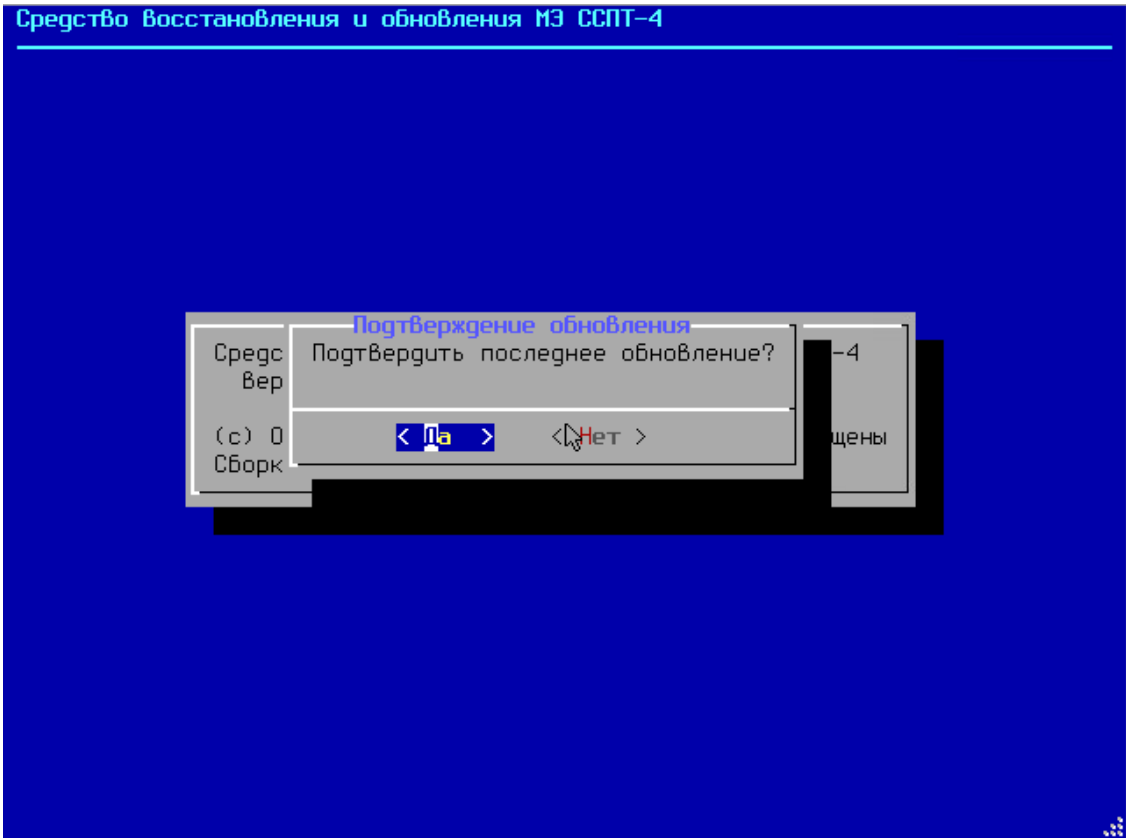 Средство восстановления и обновления МЭ ССПТ-4
Подтверждение обновления
Средс Подтвердить последнее обновление? -4
вер
(с) О < Да > < Нет > щены
Сборк